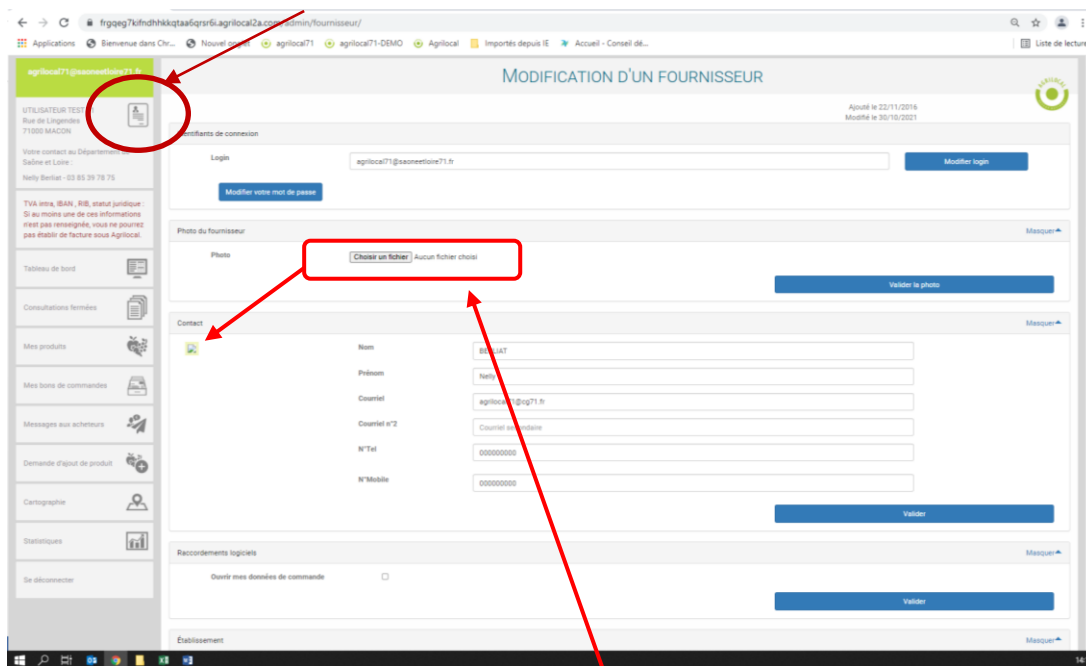 frgqeg7kifndhhkkqtaa6qrsr6i.agrilocal2a.com/admin/fournisseur/
Applications Bienvenue dans Chr... Nouvel onglet agrilocal71 agrilocal71-DEMO Agrilocal Importés depuis IE Accueil - Conseil dé... Liste de lecture
agrilocal71@saoneetloire71.fr
MODIFICATION D'UN FOURNISSEUR
AGRILOCAL
Ajouté le 22/11/2016
Modifié le 30/10/2021
UTILISATEUR TEST
Rue de Lingendes
71000 MACON
Votre contact au Département
Saône et Loire :
Nelly Berliat - 03 85 39 78 75
TVA intra, IBAN , RIB, statut juridique :
Si au moins une de ces informations
n'est pas renseignée, vous ne pourrez
pas établir de facture sous Agrilocal.
Tableau de bord
Consultations fermées
Mes produits
Mes bons de commandes
Messages aux acheteurs
Demande d'ajout de produit
Cartographie
Statistiques
Se déconnecter
Identifiants de connexion
Login agrilocal71@saoneetloire71.fr Modifier login
Modifier votre mot de passe
Photo du fournisseur Masquer
Photo Choisir un fichier Aucun fichier choisi
Valider la photo
Contact Masquer
Nom
Prénom Nelly
Courriel
Courriel n°2 Courriel secondaire
N°Tel 000000000
N°Mobile 000000000
Valider
Raccordements logiciels Masquer
Ouvrir mes données de commande
Valider
Établissement Masquer